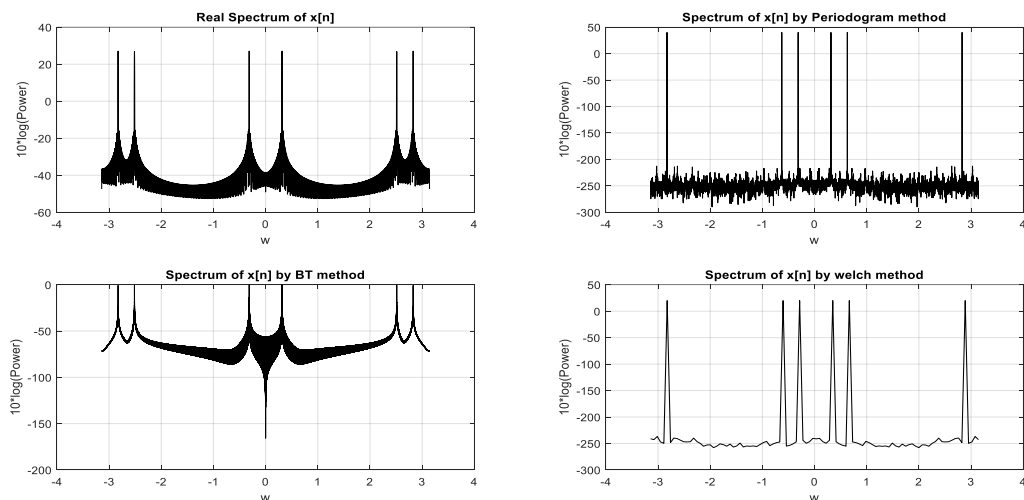 Real Spectrum of x[n]
40
20
0
-20
-40
-60
10*log(Power)
-4 -3 -2 -1 0 1 2 3 4
w
Spectrum of x[n] by Periodogram method
50
0
-50
-100
-150
-200
-250
-300
10*log(Power)
-4 -3 -2 -1 0 1 2 3 4
w
Spectrum of x[n] by BT method
0
-50
-100
-150
-200
10*log(Power)
-4 -3 -2 -1 0 1 2 3 4
w
Spectrum of x[n] by welch method
50
0
-50
-100
-150
-200
-250
-300
10*log(Power)
-4 -3 -2 -1 0 1 2 3 4
w